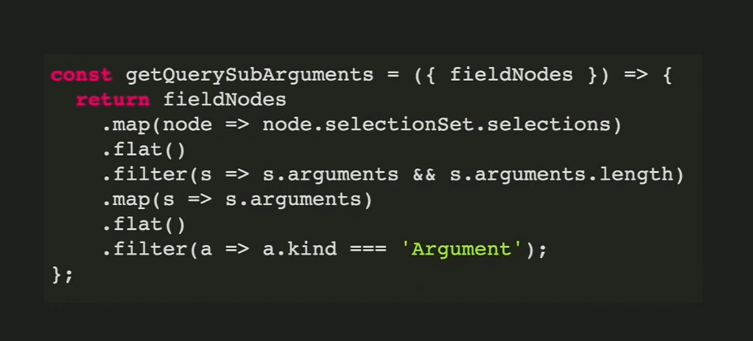 const getQuerySubArguments = ({ fieldNodes }) => {
  return fieldNodes
    .map(node => node.selectionSet.selections)
    .flat()
    .filter(s => s.arguments && s.arguments.length)
    .map(s => s.arguments)
    .flat()
    .filter(a => a.kind === 'Argument');
};